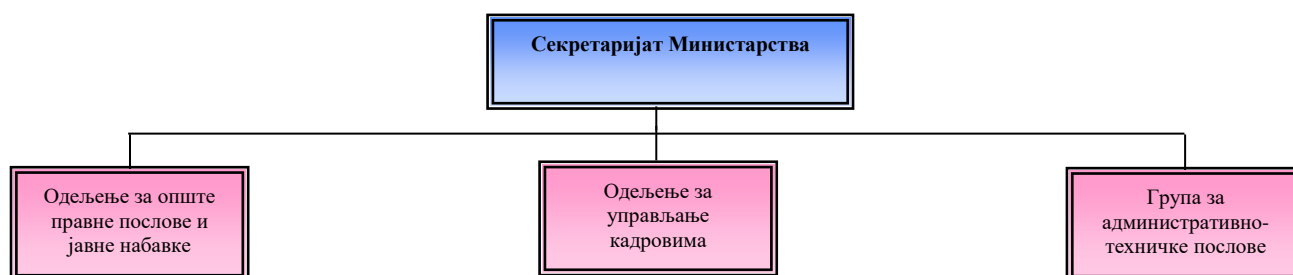 Секретаријат Министарства
Одељење за опште
правне послове и
јавне набавке
Одељење за
управљање
кадровима
Група за
административно-
техничке послове